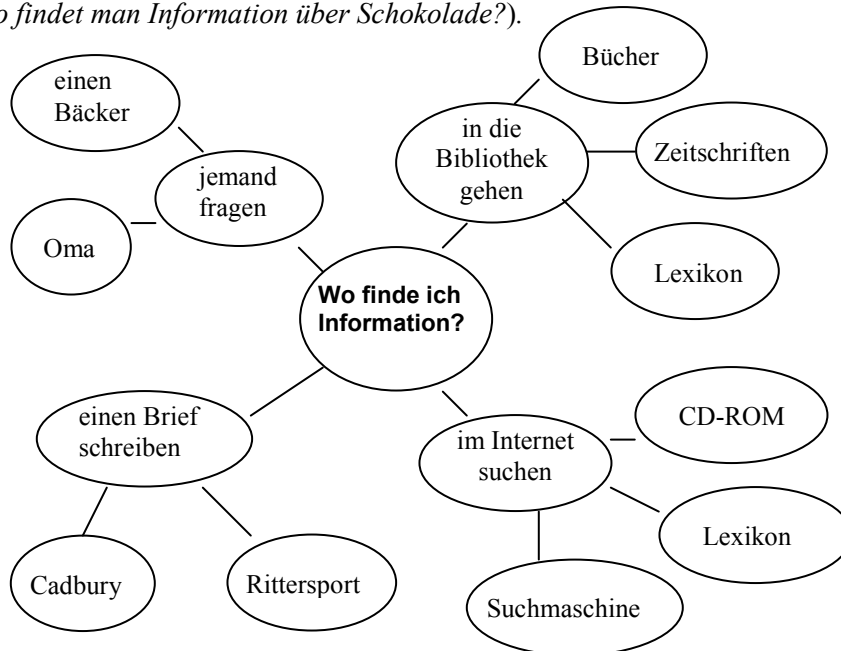 o findet man Information über Schokolade?).
einen
Bäcker
jemand
fragen
Oma
Bücher
in die
Bibliothek
gehen
Zeitschriften
Lexikon
Wo finde ich
Information?
einen Brief
schreiben
Cadbury
Rittersport
im Internet
suchen
CD-ROM
Lexikon
Suchmaschine